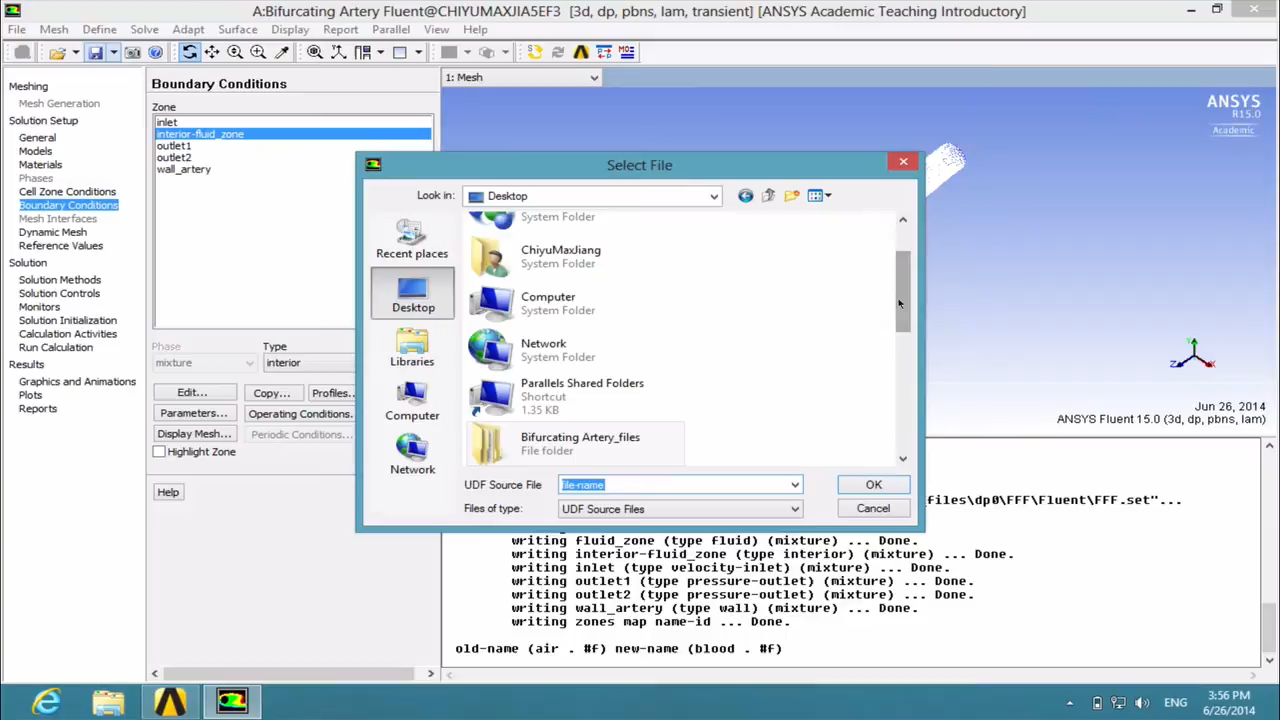 A:Bifurcating Artery Fluent@CHIYUMAXJIA5EF3 [3d, dp, pbns, lam, transient] [ANSYS Academic Teaching Introductory]
File Mesh Define Solve Adapt Surface Display Report Parallel View Help
Meshing
Mesh Generation
Solution Setup
General
Models
Materials
Phases
Cell Zone Conditions
Boundary Conditions
Mesh Interfaces
Dynamic Mesh
Reference Values
Solution
Solution Methods
Solution Controls
Monitors
Solution Initialization
Calculation Activities
Run Calculation
Results
Graphics and Animations
Plots
Reports
Boundary Conditions
Zone
inlet
interior-fluid_zone
outlet1
outlet2
wall_artery
Phase
mixture
Type
interior
Edit...
Copy...
Profiles...
Parameters...
Operating Conditions.
Display Mesh...
Periodic Conditions...
Highlight Zone
Help
1: Mesh
ANSYS
R15.0
Academic
Z
Y
X
Jun 26, 2014
ANSYS Fluent 15.0 (3d, dp, pbns, lam, transient)
Select File
Look in:
Desktop
Recent places
Desktop
Libraries
Computer
Network
System Folder
ChiyuMaxJiang
System Folder
Computer
System Folder
Network
System Folder
Parallels Shared Folders
Shortcut
1.35 KB
Bifurcating Artery_files
File folder
UDF Source File
file-name
OK
Files of type:
UDF Source Files
Cancel
_files\dp0\FFF\Fluent\FFF.set"...
writing fluid_zone (type fluid) (mixture) ... Done.
writing interior-fluid_zone (type interior) (mixture) ... Done.
writing inlet (type velocity-inlet) (mixture) ... Done.
writing outlet1 (type pressure-outlet) (mixture) ... Done.
writing outlet2 (type pressure-outlet) (mixture) ... Done.
writing wall_artery (type wall) (mixture) ... Done.
writing zones map name-id ... Done.
old-name (air . #f) new-name (blood . #f)
ENG
3:56 PM
6/26/2014